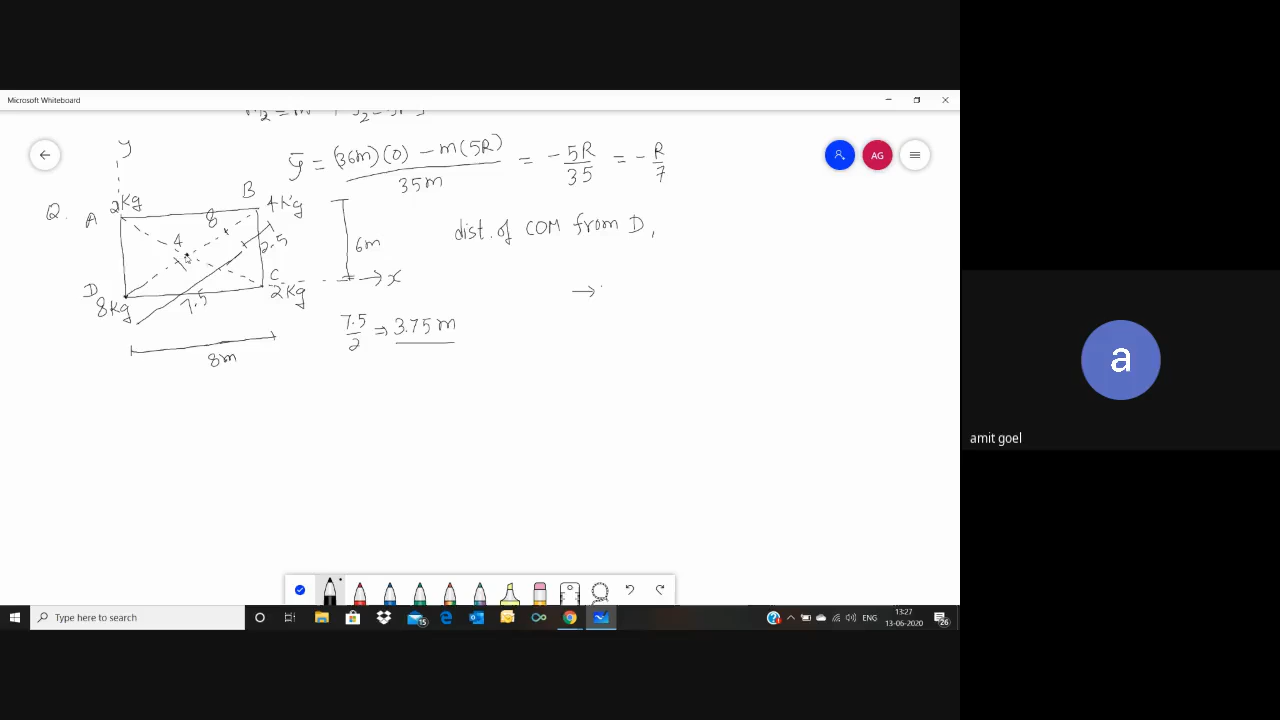 Microsoft Whiteboard
ȳ = (36m)(0) - m(5R) / 35m = -5R / 35 = -R / 7
y
Q.
A
2Kg
B
4Kg
8
4
2.5
6m
dist. of COM from D,
D
8Kg
7.5
C
2Kg
→ x
→
7.5 / 2 ⇒ 3.75 m
8m
AG
a
amit goel
Type here to search
15
ENG
13:27
13-06-2020
26